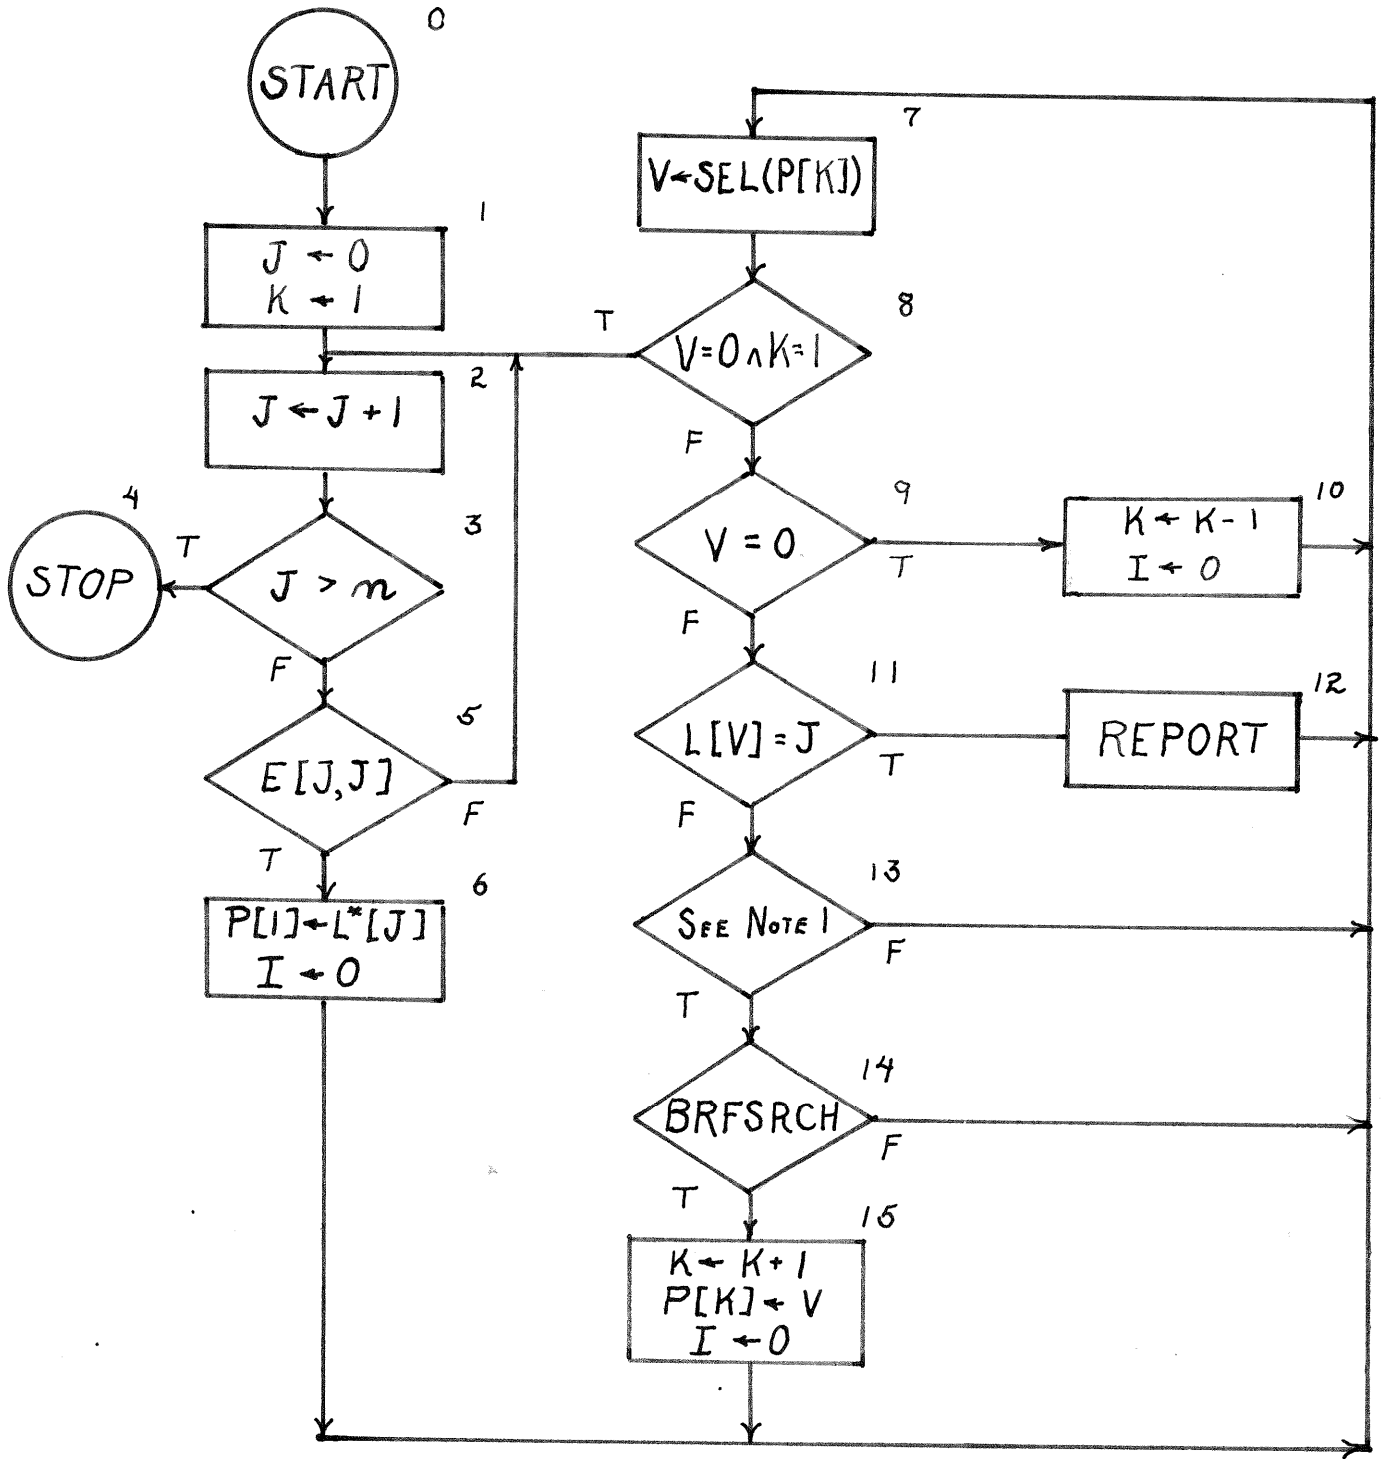 0
START
1
J ← 0
K ← 1
2
J ← J + 1
3
J > n
T
F
4
STOP
5
E[J,J]
F
T
6
P[1]←L*[J]
I ← 0
7
V←SEL(P[K])
8
V=0∧K=1
T
F
9
V = 0
T
F
10
K ← K-1
I ← 0
11
L[V]=J
T
F
12
REPORT
13
SEE NOTE 1
F
T
14
BRFSRCH
F
T
15
K ← K+1
P[K] ← V
I ← 0